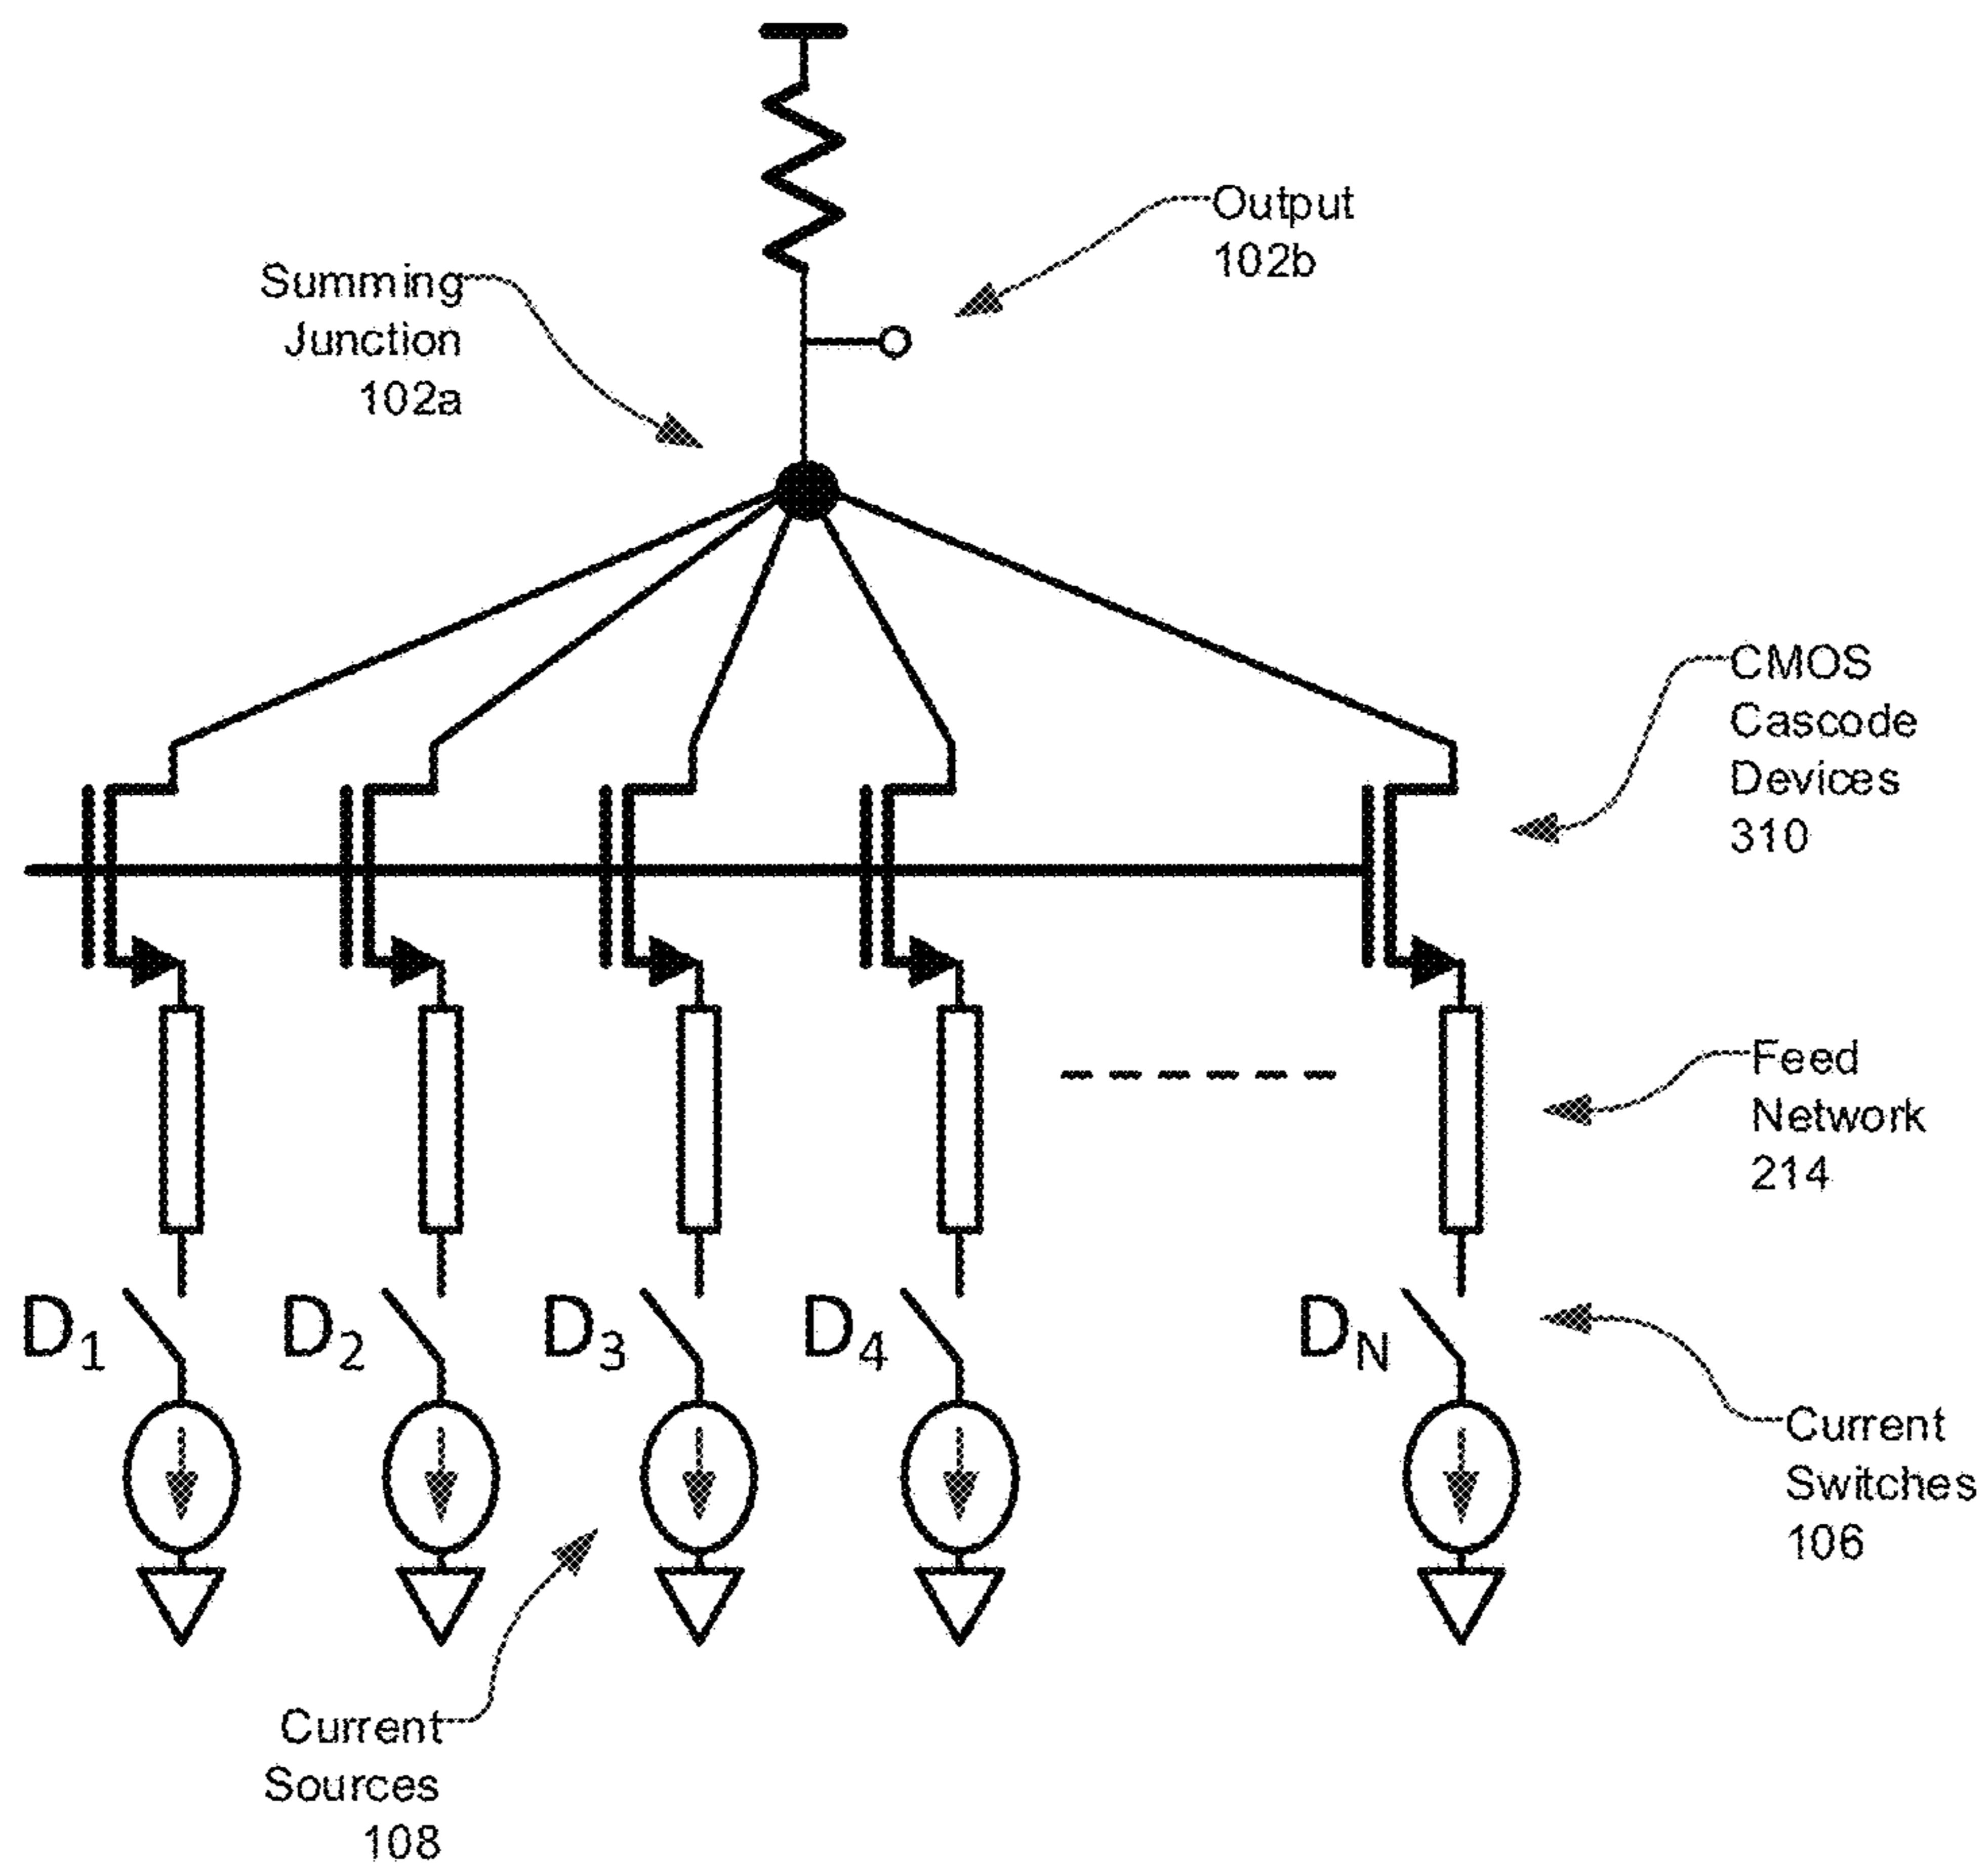 Output
102b
Summing
Junction
102a
CMOS
Cascode
Devices
310
Feed
Network
214
D1
D2
D3
D4
DN
Current
Switches
106
Current
Sources
108